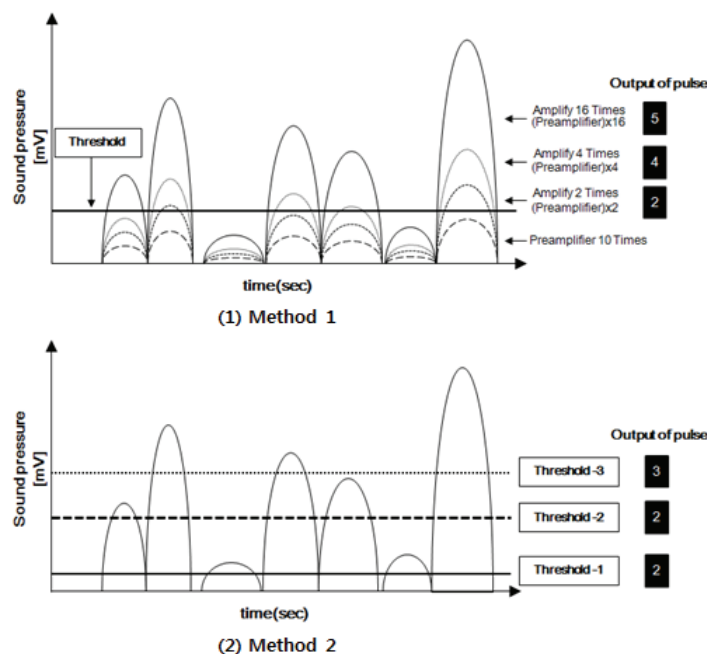 Output of pulse
Sound pressure
[mV]
Threshold
Amplify 16 Times
(Preamplifier)x16
5
Amplify 4 Times
(Preamplifier)x4
4
Amplify 2 Times
(Preamplifier)x2
2
Preamplifier 10 Times
time(sec)
(1) Method 1
Output of pulse
Sound pressure
[mV]
Threshold-3
3
Threshold-2
2
Threshold-1
2
time(sec)
(2) Method 2